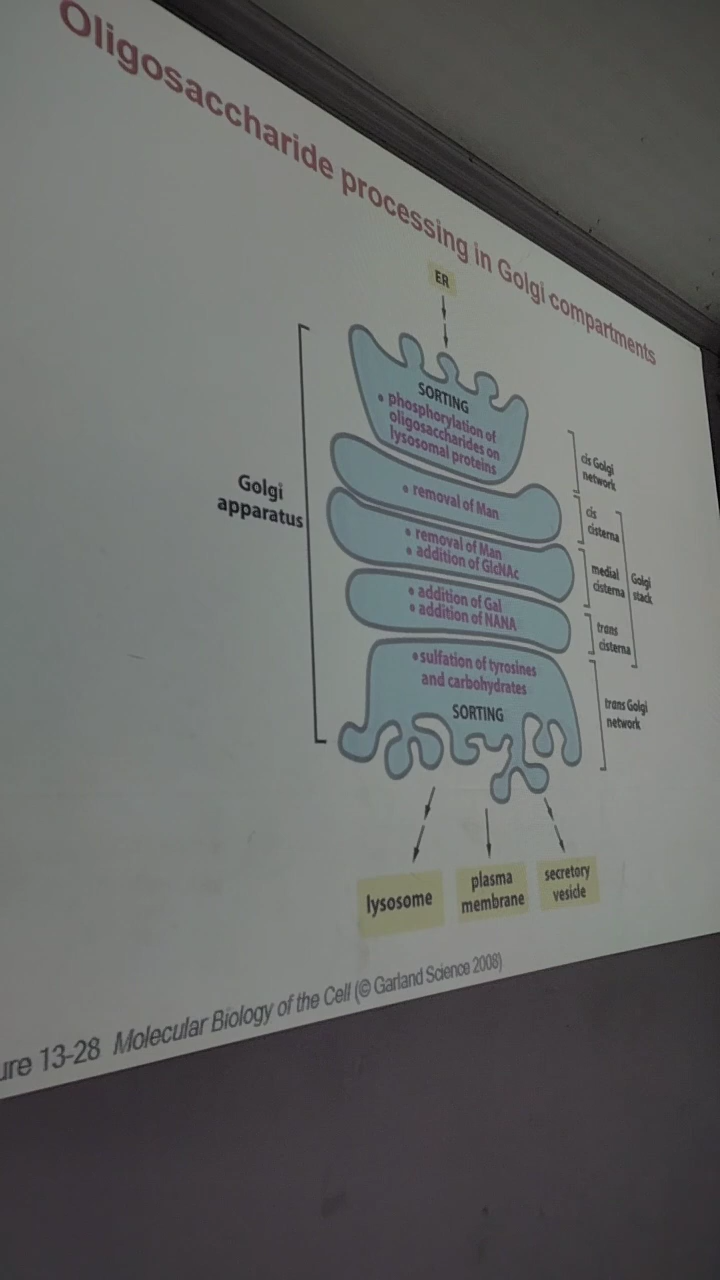 Oligosaccharide processing in Golgi compartments
ER
SORTING
• phosphorylation of
oligosaccharides on
lysosomal proteins
• removal of Man
• removal of Man
• addition of GlcNAc
• addition of Gal
• addition of NANA
• sulfation of tyrosines
and carbohydrates
SORTING
Golgi
apparatus
cis Golgi
network
cis
cisterna
medial
cisterna
Golgi
stack
trans
cisterna
trans Golgi
network
lysosome
plasma
membrane
secretory
vesicle
ure 13-28 Molecular Biology of the Cell (© Garland Science 2008)